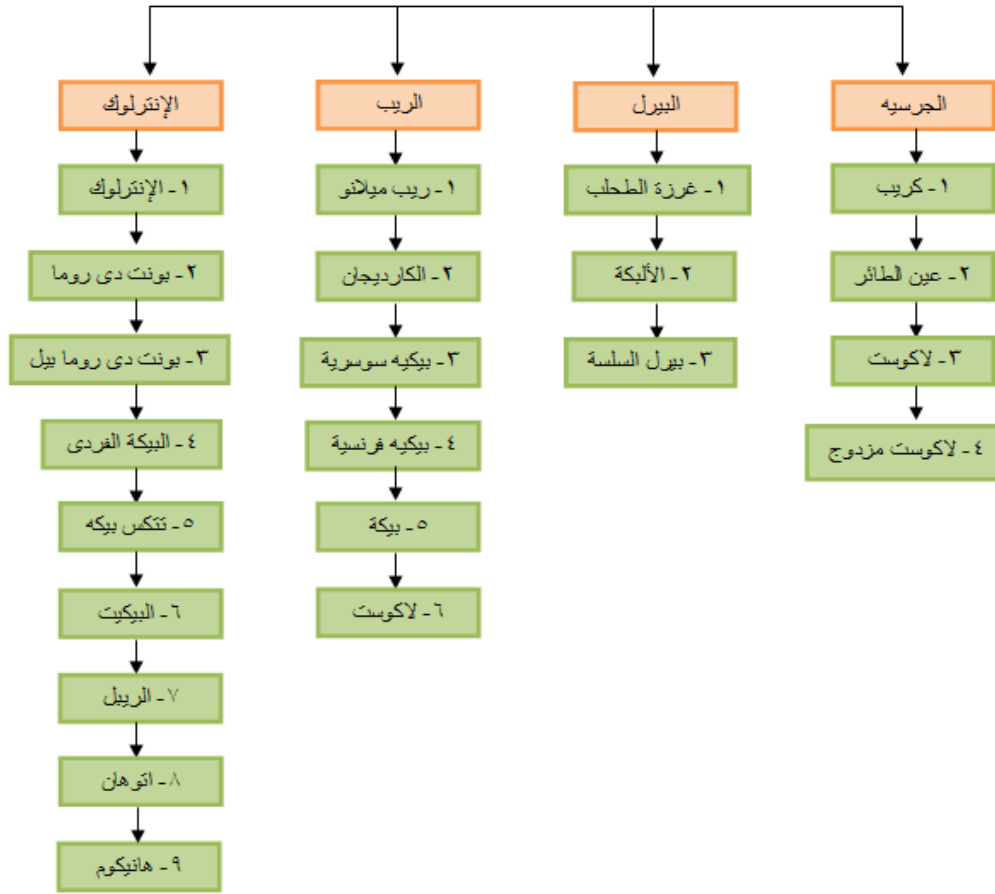 الجرسيه
١- كريب
٢- عين الطائر
٣- لاكوست
٤- لاكوست مزدوج
البيرل
١- غرزة الطحلب
٢- الألبكة
٣- بيرل السلسة
الريب
١- ريب ميلانو
٢- الكارديجان
٣- بيكيه سوسرية
٤- بيكيه فرنسية
٥- بيكة
٦- لاكوست
الإنترلوك
١- الإنترلوك
٢- بونت دى روما
٣- بونت دى روما بيل
٤- البيكة الفردى
٥- تتكس بيكه
٦- البيكيت
٧- الريبل
٨- اتوهان
٩- هانيكوم